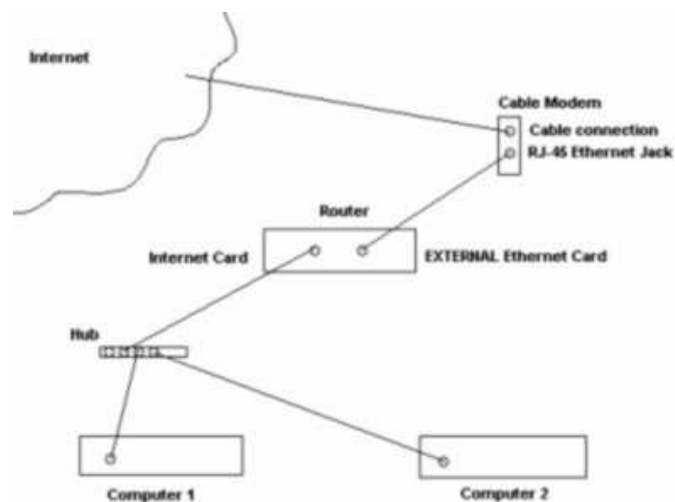 Internet
Cable Modem
Cable connection
RJ-45 Ethernet Jack
Router
Internet Card
EXTERNAL Ethernet Card
Hub
Computer 1
Computer 2